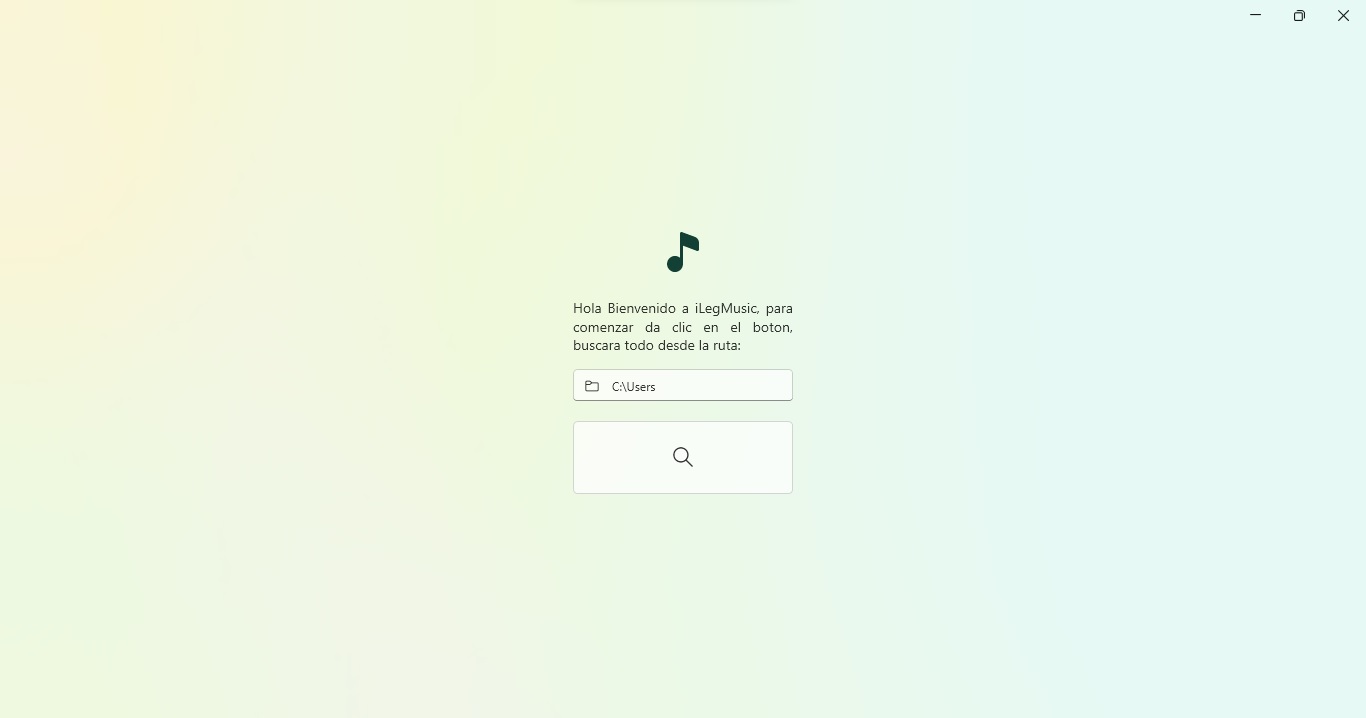 Hola Bienvenido a iLegMusic, para
comenzar da clic en el boton,
buscara todo desde la ruta:
C:\Users